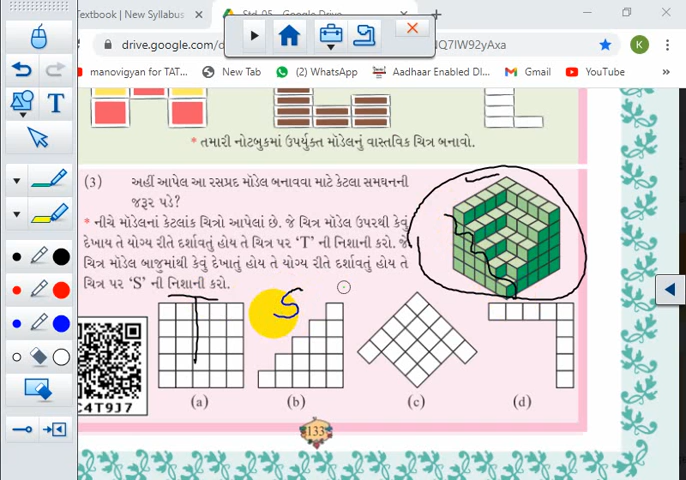 Textbook | New Syllabus
Std. 05 - Google Drive
drive.google.com/
IQ7IW92yAxa
K
manovigyan for TAT...
New Tab
(2) WhatsApp
Aadhaar Enabled DI...
Gmail
YouTube
T
* તમારી નોટબુકમાં ઉપર્યુક્ત મૉડેલનું વાસ્તવિક ચિત્ર બનાવો.
(3) અહીં આપેલ આ રસપ્રદ મૉડેલ બનાવવા માટે કેટલા સમઘનની
જરૂર પડે?
* નીચે મૉડેલનાં કેટલાંક ચિત્રો આપેલાં છે. જે ચિત્ર મૉડેલ ઉપરથી કેવું
દેખાય તે યોગ્ય રીતે દર્શાવતું હોય તે ચિત્ર પર 'T' ની નિશાની કરો. જે
ચિત્ર મૉડેલ બાજુમાંથી કેવું દેખાતું હોય તે યોગ્ય રીતે દર્શાવતું હોય તે
ચિત્ર પર 'S' ની નિશાની કરો.
T
S
C4T9J7
(a)
(b)
(c)
(d)
133